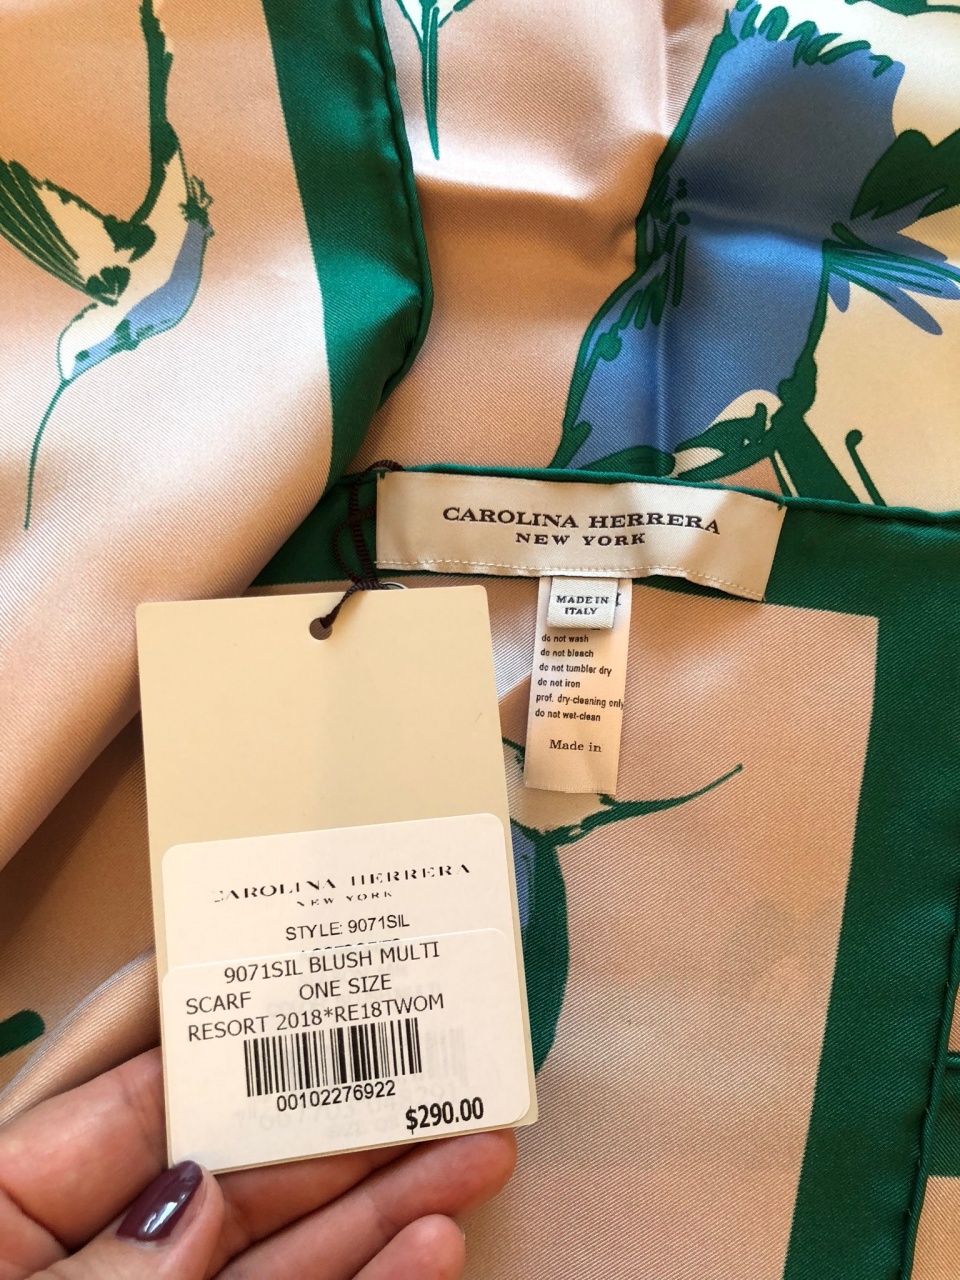 CAROLINA HERRERA
NEW YORK
MADE IN
ITALY
do not wash
do not bleach
do not tumbler dry
do not iron
prof. dry-cleaning only
do not wet-clean
Made in
CAROLINA HERRERA
NEW YORK
STYLE: 9071SIL
9071SIL BLUSH MULTI
SCARF ONE SIZE
RESORT 2018*RE18TWOM
00102276922
$290.00